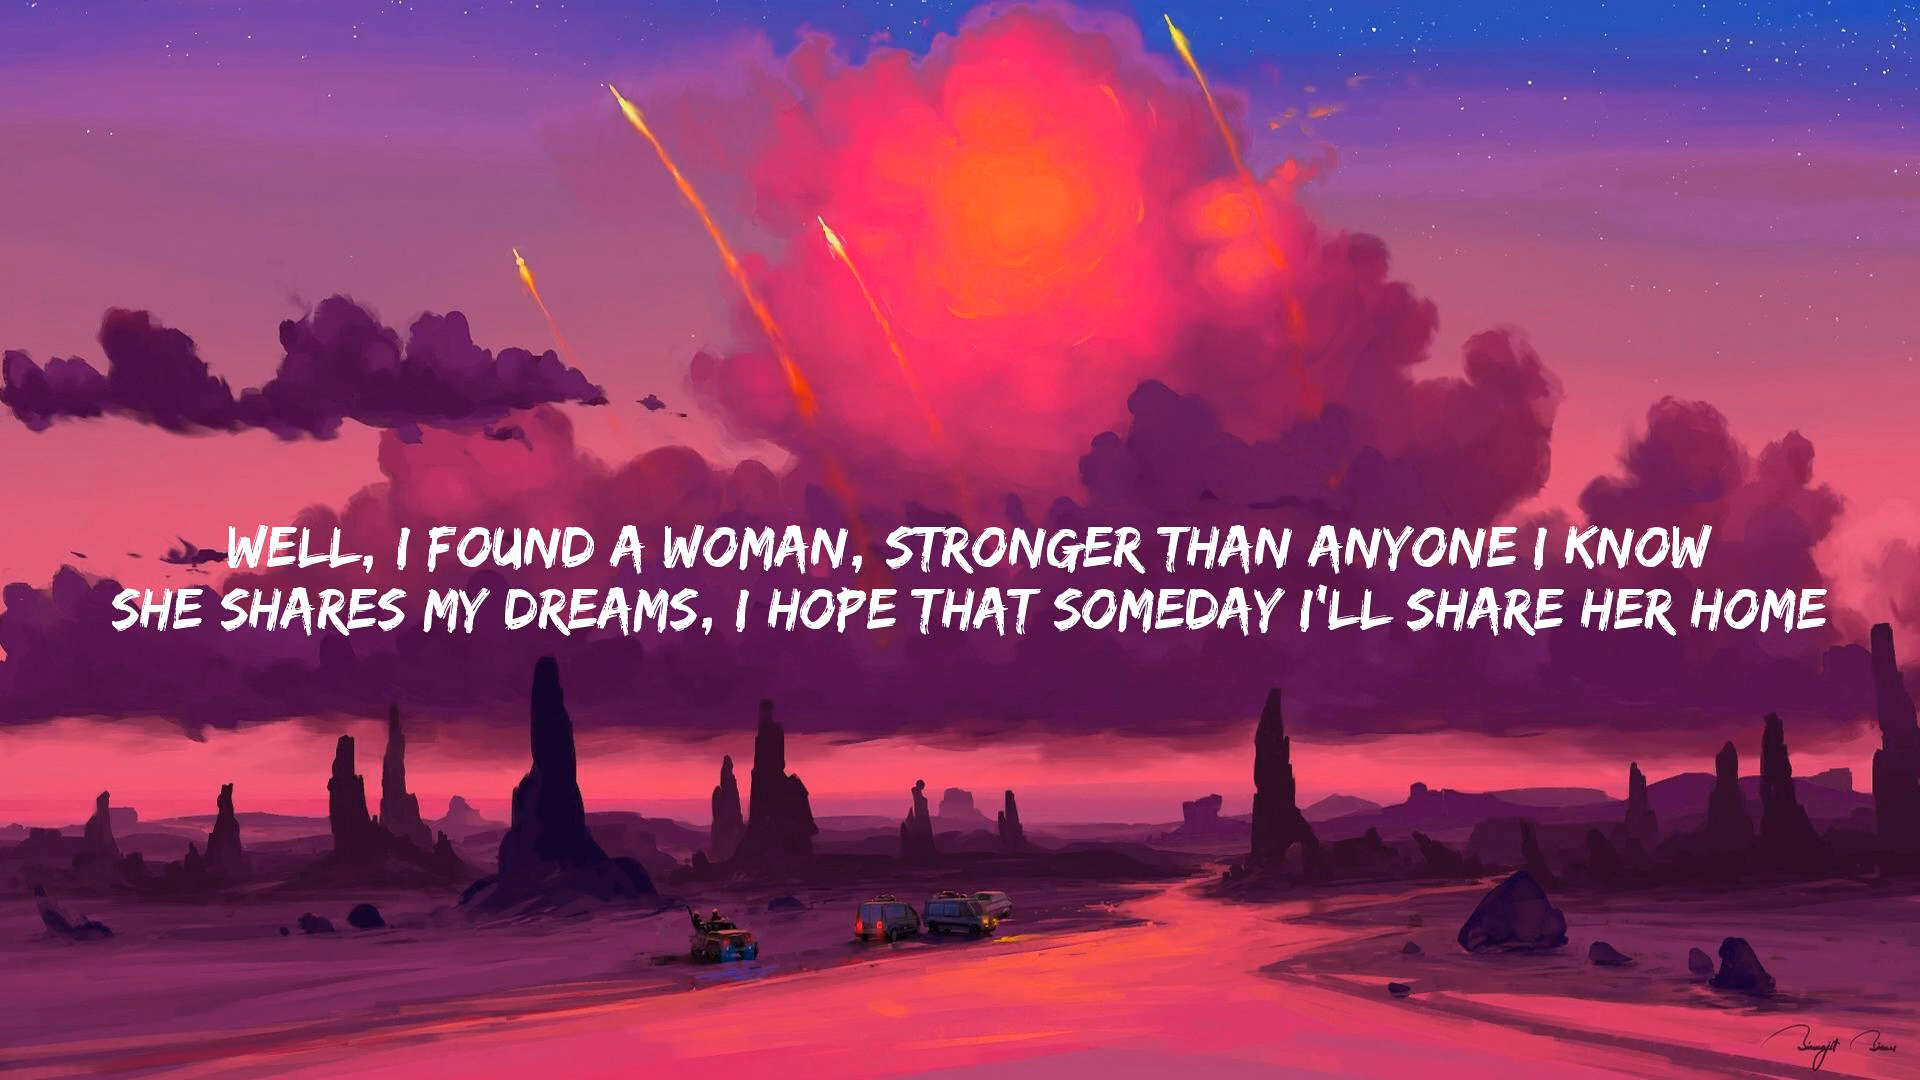 WELL, I FOUND A WOMAN, STRONGER THAN ANYONE I KNOW
SHE SHARES MY DREAMS, I HOPE THAT SOMEDAY I'LL SHARE HER HOME